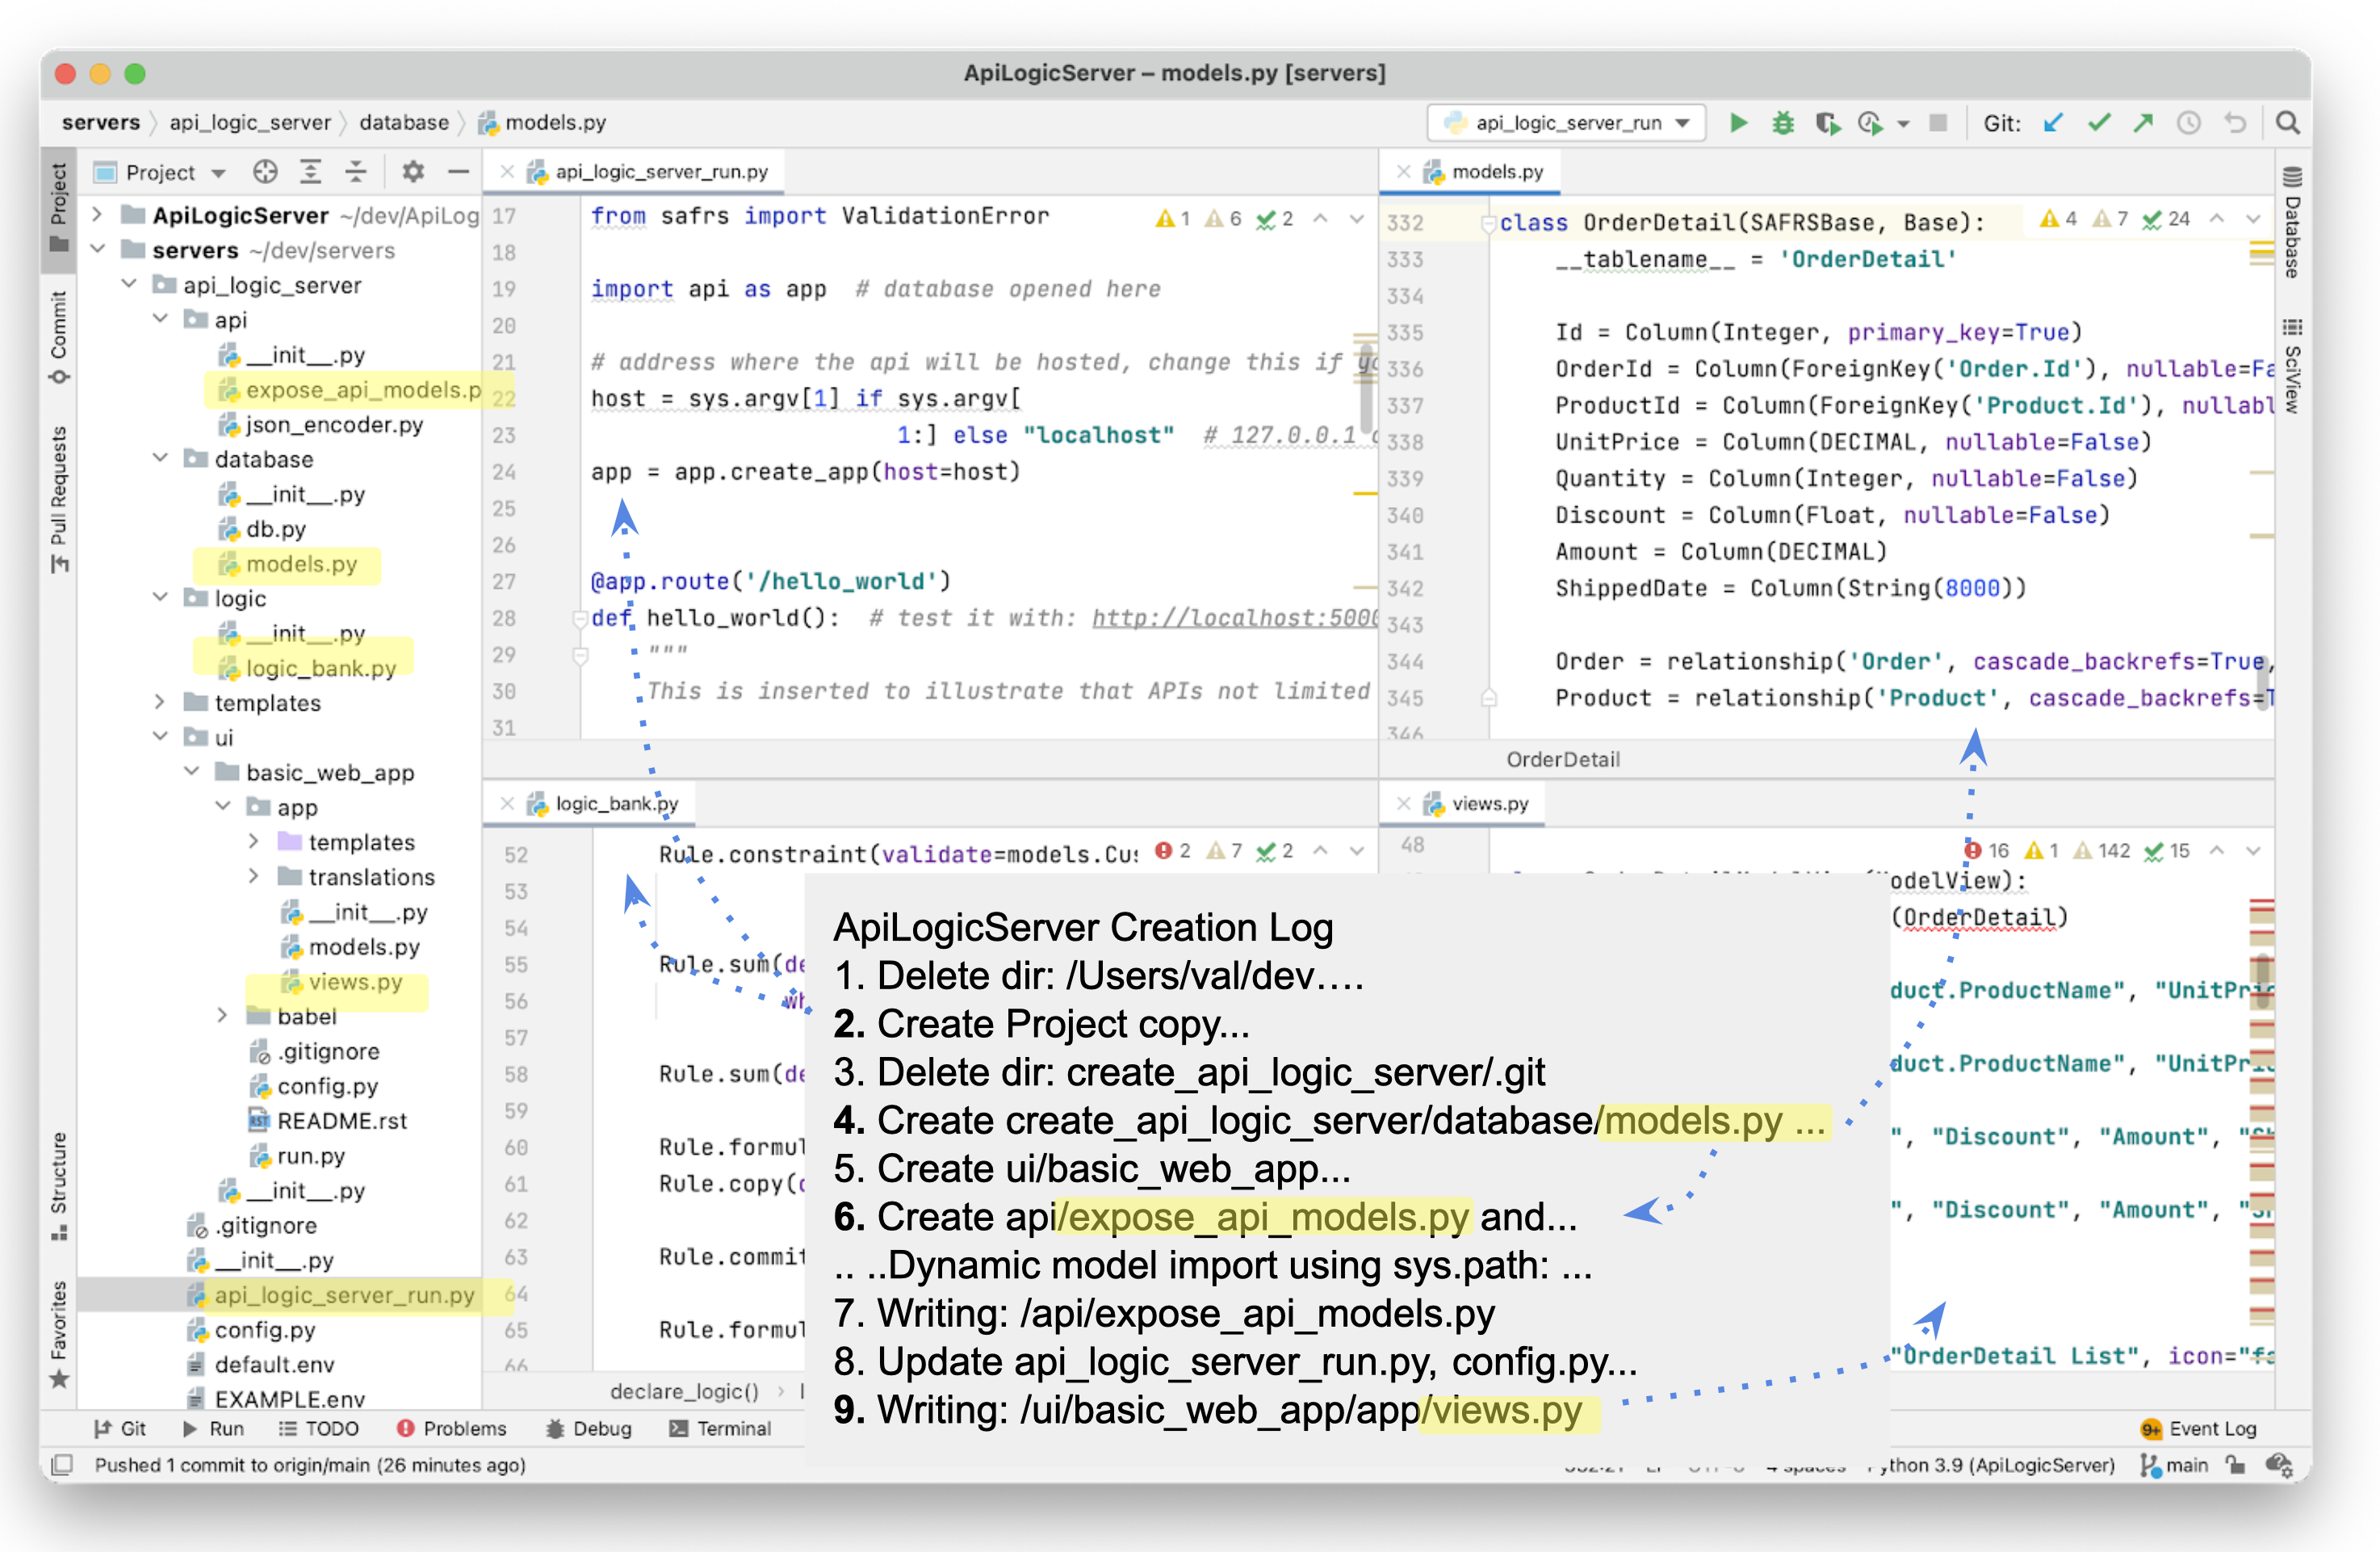 ApiLogicServer – models.py [servers]
servers api_logic_server database models.py
api_logic_server_run
Git:
Project
Commit
Pull Requests
Structure
Favorites
Project
ApiLogicServer ~/dev/ApiLog
servers ~/dev/servers
api_logic_server
api
__init__.py
expose_api_models.p
json_encoder.py
database
__init__.py
db.py
models.py
logic
__init__.py
logic_bank.py
templates
ui
basic_web_app
app
templates
translations
__init__.py
models.py
views.py
babel
.gitignore
config.py
README.rst
run.py
__init__.py
.gitignore
__init__.py
api_logic_server_run.py
config.py
default.env
EXAMPLE.env
api_logic_server_run.py
1 6 2
17 from safrs import ValidationError
18
19 import api as app # database opened here
20
21 # address where the api will be hosted, change this if yo
22 host = sys.argv[1] if sys.argv[
23 1:] else "localhost" # 127.0.0.1
24 app = app.create_app(host=host)
25
26
27 @app.route('/hello_world')
28 def hello_world(): # test it with: http://localhost:5000
29 """
30 This is inserted to illustrate that APIs not limited
31
models.py
4 7 24
332 class OrderDetail(SAFRSBase, Base):
333 __tablename__ = 'OrderDetail'
334
335 Id = Column(Integer, primary_key=True)
336 OrderId = Column(ForeignKey('Order.Id'), nullable=Fa
337 ProductId = Column(ForeignKey('Product.Id'), nullabl
338 UnitPrice = Column(DECIMAL, nullable=False)
339 Quantity = Column(Integer, nullable=False)
340 Discount = Column(Float, nullable=False)
341 Amount = Column(DECIMAL)
342 ShippedDate = Column(String(8000))
343
344 Order = relationship('Order', cascade_backrefs=True,
345 Product = relationship('Product', cascade_backrefs=T
346
OrderDetail
Database
SciView
logic_bank.py
2 7 2
52 Rule.constraint(validate=models.Cus
53
54
55 Rule.sum(de
56 wh
57
58 Rule.sum(de
59
60 Rule.formul
61 Rule.copy(
62
63 Rule.commit
64
65 Rule.formul
66
declare_logic()
views.py
16 1 142 15
48
odelView):
(OrderDetail)
duct.ProductName", "UnitPri
duct.ProductName", "UnitPri
", "Discount", "Amount", "Sh
", "Discount", "Amount", "Sh
"OrderDetail List", icon="fa
ApiLogicServer Creation Log
1. Delete dir: /Users/val/dev….
2. Create Project copy...
3. Delete dir: create_api_logic_server/.git
4. Create create_api_logic_server/database/models.py ...
5. Create ui/basic_web_app...
6. Create api/expose_api_models.py and...
.. ..Dynamic model import using sys.path: ...
7. Writing: /api/expose_api_models.py
8. Update api_logic_server_run.py, config.py...
9. Writing: /ui/basic_web_app/app/views.py
Git Run TODO Problems Debug Terminal
9+ Event Log
Pushed 1 commit to origin/main (26 minutes ago)
332:21 LF UTF-8 4 spaces Python 3.9 (ApiLogicServer) main